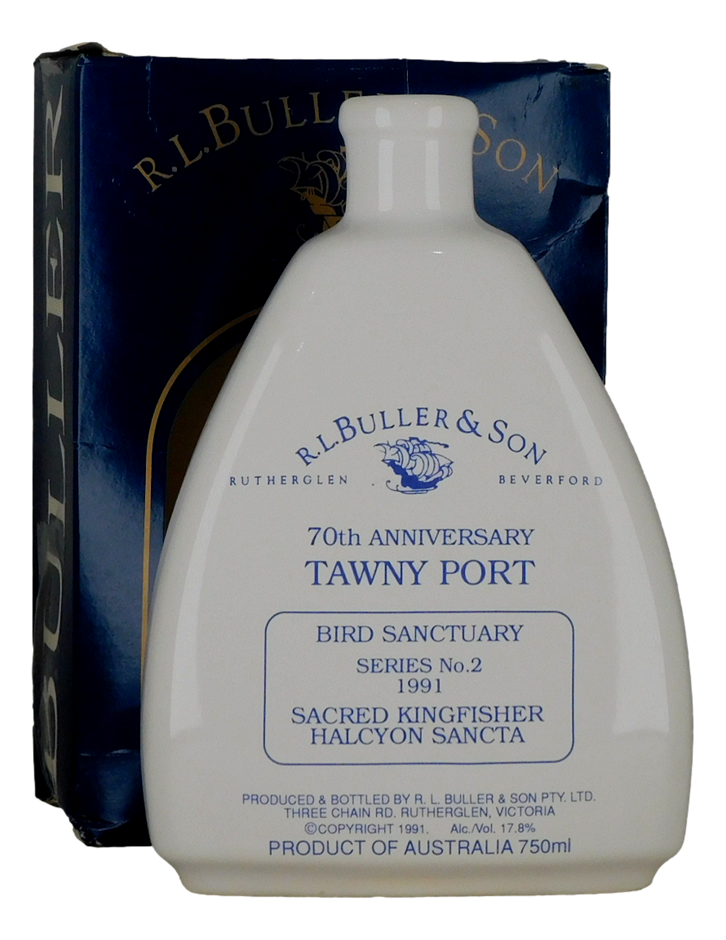 BULLER
R.L.BULLER SON
R.L.BULLER & SON
RUTHERGLEN BEVERFORD
70th ANNIVERSARY
TAWNY PORT
BIRD SANCTUARY
SERIES No.2
1991
SACRED KINGFISHER
HALCYON SANCTA
PRODUCED & BOTTLED BY R. L. BULLER & SON PTY. LTD.
THREE CHAIN RD. RUTHERGLEN, VICTORIA
©COPYRIGHT 1991. Alc./Vol. 17.8%
PRODUCT OF AUSTRALIA 750ml